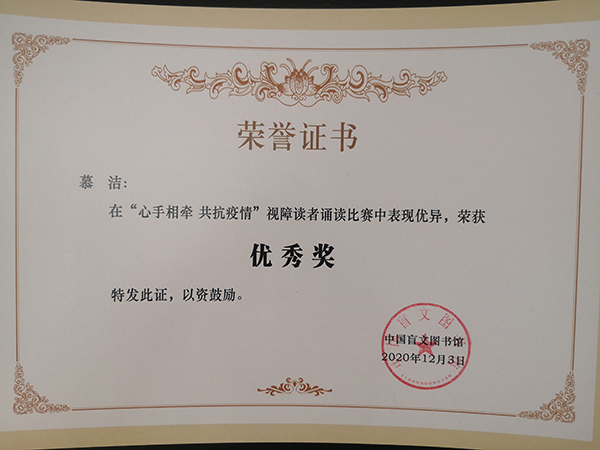 荣誉证书
慕 洁：
在“心手相牵 共抗疫情”视障读者诵读比赛中表现优异，荣获
优秀奖
特发此证，以资鼓励。
中国盲文图书馆
2020年12月3日